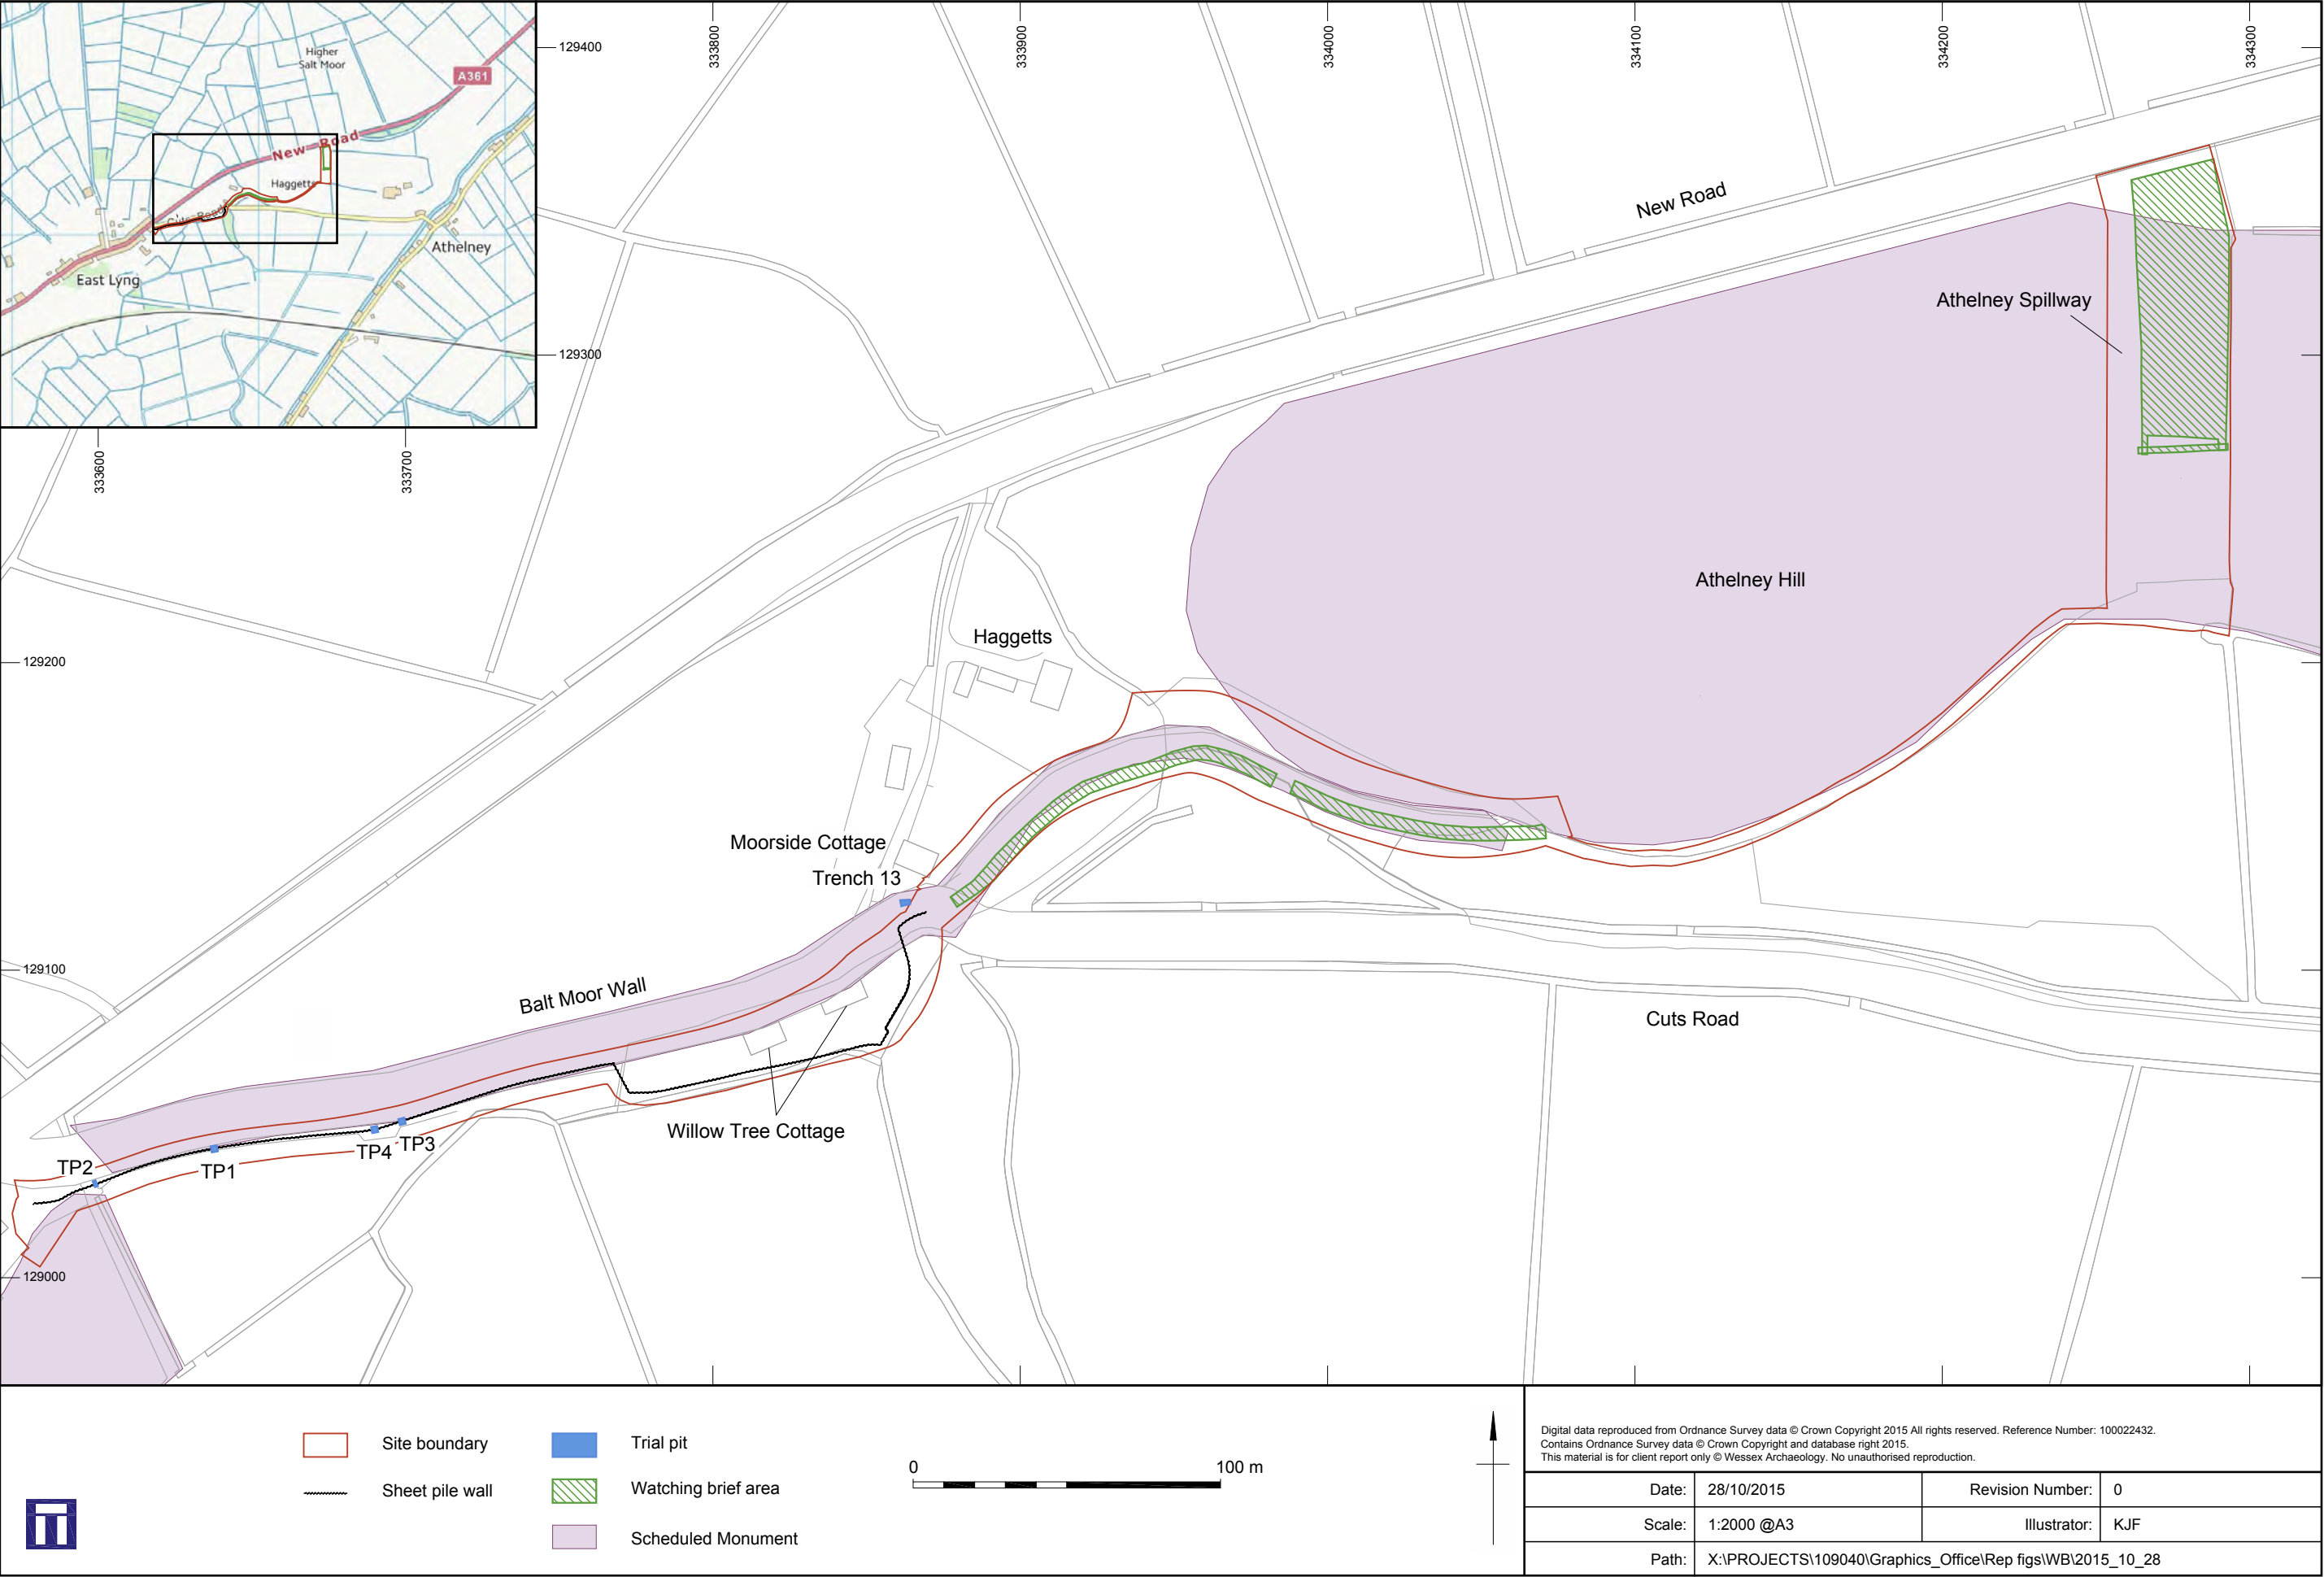 Higher
Salt Moor
A361
New Road
Haggetts
Cuts Road
Athelney
East Lyng
129400
129300
129200
129100
129000
333600
333700
333800
333900
334000
334100
334200
334300
New Road
Athelney Spillway
Athelney Hill
Haggetts
Moorside Cottage
Trench 13
Balt Moor Wall
Cuts Road
Willow Tree Cottage
TP2
TP1
TP4
TP3
Site boundary
Sheet pile wall
Trial pit
Watching brief area
Scheduled Monument
0 100 m
Digital data reproduced from Ordnance Survey data © Crown Copyright 2015 All rights reserved. Reference Number: 100022432.
Contains Ordnance Survey data © Crown Copyright and database right 2015.
This material is for client report only © Wessex Archaeology. No unauthorised reproduction.
Date: 28/10/2015 Revision Number: 0
Scale: 1:2000 @A3 Illustrator: KJF
Path: X:\PROJECTS\109040\Graphics_Office\Rep figs\WB\2015_10_28